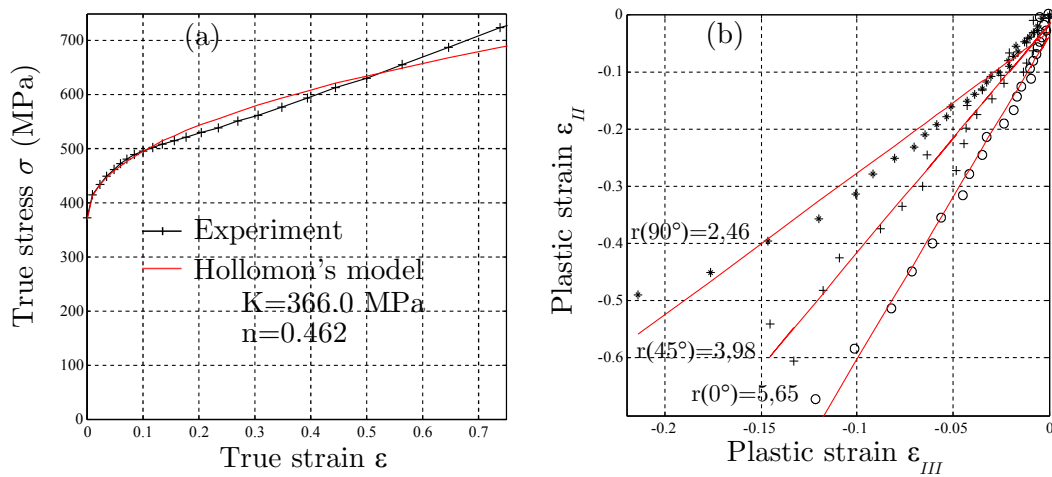 (a)
True stress σ (MPa)
700
600
500
400
300
200
100
0
Experiment
Hollomon's model
K=366.0 MPa
n=0.462
0 0.1 0.2 0.3 0.4 0.5 0.6 0.7
True strain ε
(b)
Plastic strain ε_II
0
-0.1
-0.2
-0.3
-0.4
-0.5
-0.6
r(90°)=2,46
r(45°)=3,98
r(0°)=5,65
-0.2 -0.15 -0.1 -0.05 0
Plastic strain ε_III